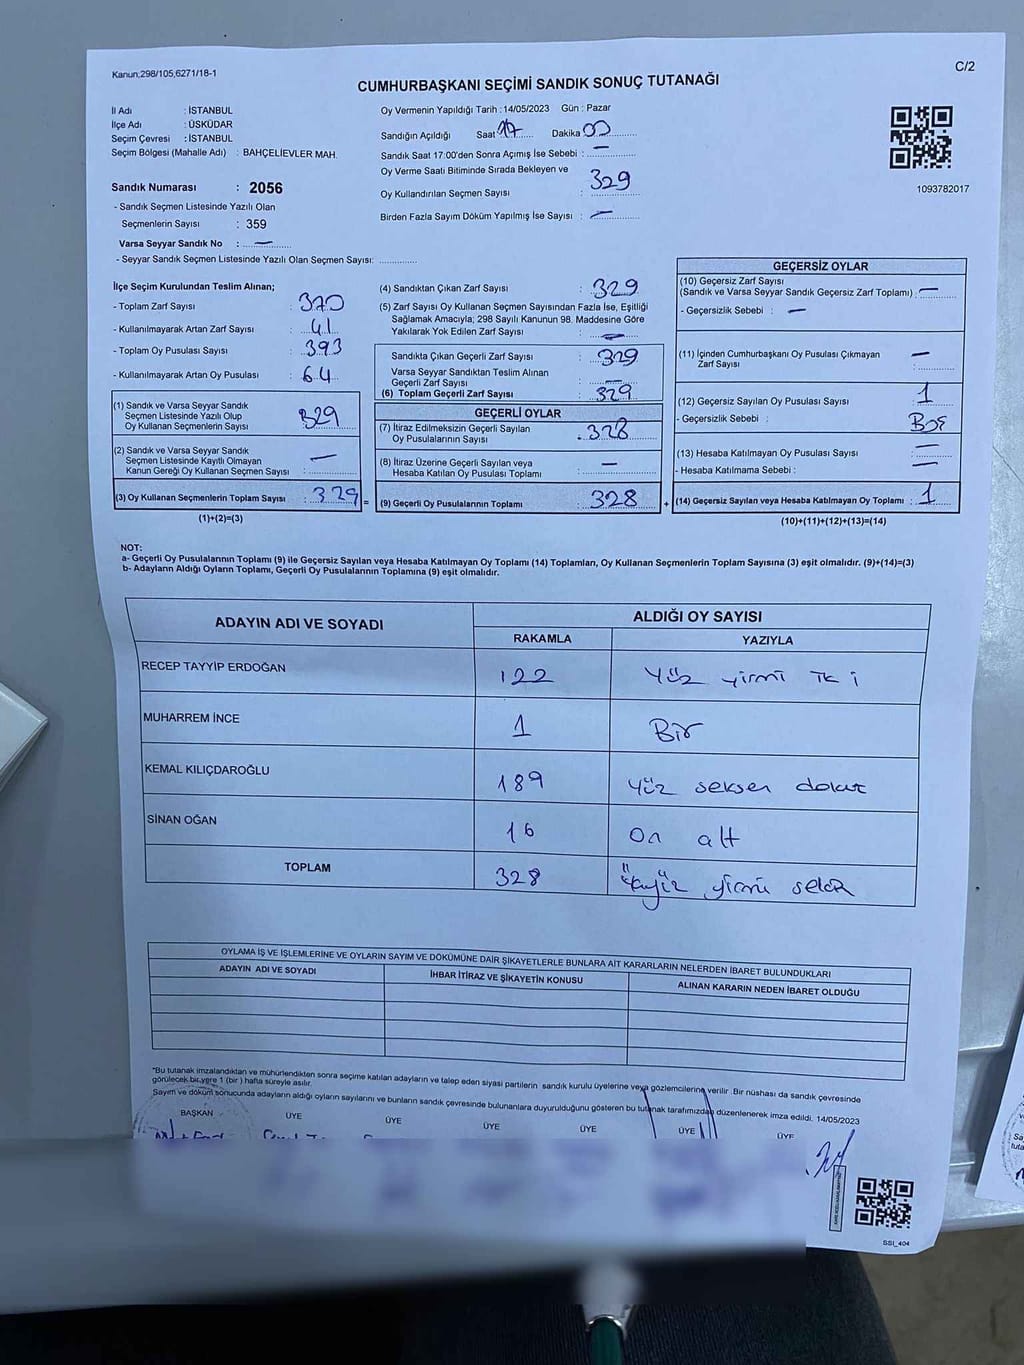 Kanun;298/105;6271/18-1
C/2
CUMHURBAŞKANI SEÇİMİ SANDIK SONUÇ TUTANAĞI
İl Adı : İSTANBUL
İlçe Adı : ÜSKÜDAR
Seçim Çevresi : İSTANBUL
Seçim Bölgesi (Mahalle Adı) : BAHÇELİEVLER MAH.
Sandık Numarası : 2056
- Sandık Seçmen Listesinde Yazılı Olan
Seçmenlerin Sayısı : 359
Varsa Seyyar Sandık No : —
- Seyyar Sandık Seçmen Listesinde Yazılı Olan Seçmen Sayısı:
Oy Vermenin Yapıldığı Tarih : 14/05/2023 Gün : Pazar
Sandığın Açıldığı Saat 17 Dakika 00
Sandık Saat 17:00'den Sonra Açımış İse Sebebi : —
Oy Verme Saati Bitiminde Sırada Bekleyen ve
Oy Kullandırılan Seçmen Sayısı : 329
Birden Fazla Sayım Döküm Yapılmış İse Sayısı : —
1093782017
İlçe Seçim Kurulundan Teslim Alınan;
- Toplam Zarf Sayısı : 370
- Kullanılmayarak Artan Zarf Sayısı : 41
- Toplam Oy Pusulası Sayısı : 393
- Kullanılmayarak Artan Oy Pusulası : 64
(1) Sandık ve Varsa Seyyar Sandık
Seçmen Listesinde Yazılı Olup
Oy Kullanan Seçmenlerin Sayısı : 329
(2) Sandık ve Varsa Seyyar Sandık
Seçmen Listesinde Kayıtlı Olmayan
Kanun Gereği Oy Kullanan Seçmen Sayısı : —
(3) Oy Kullanan Seçmenlerin Toplam Sayısı : 329 =
(1)+(2)=(3)
(4) Sandıktan Çıkan Zarf Sayısı : 329
(5) Zarf Sayısı Oy Kullanan Seçmen Sayısından Fazla İse, Eşitliği
Sağlamak Amacıyla; 298 Sayılı Kanunun 98. Maddesine Göre
Yakılarak Yok Edilen Zarf Sayısı : —
Sandıkta Çıkan Geçerli Zarf Sayısı : 329
Varsa Seyyar Sandıktan Teslim Alınan
Geçerli Zarf Sayısı : —
(6) Toplam Geçerli Zarf Sayısı : 329
GEÇERLİ OYLAR
(7) İtiraz Edilmeksizin Geçerli Sayılan
Oy Pusulalarının Sayısı : 328
(8) İtiraz Üzerine Geçerli Sayılan veya
Hesaba Katılan Oy Pusulası Toplamı : —
(9) Geçerli Oy Pusulalarının Toplamı : 328 +
GEÇERSİZ OYLAR
(10) Geçersiz Zarf Sayısı
(Sandık ve Varsa Seyyar Sandık Geçersiz Zarf Toplamı) : —
- Geçersizlik Sebebi : —
(11) İçinden Cumhurbaşkanı Oy Pusulası Çıkmayan
Zarf Sayısı : —
(12) Geçersiz Sayılan Oy Pusulası Sayısı : 1
- Geçersizlik Sebebi :
(13) Hesaba Katılmayan Oy Pusulası Sayısı : —
- Hesaba Katılmama Sebebi : —
(14) Geçersiz Sayılan veya Hesaba Katılmayan Oy Toplamı : 1
(10)+(11)+(12)+(13)=(14)
NOT:
a- Geçerli Oy Pusulalarının Toplamı (9) ile Geçersiz Sayılan veya Hesaba Katılmayan Oy Toplamı (14) Toplamları, Oy Kullanan Seçmenlerin Toplam Sayısına (3) eşit olmalıdır. (9)+(14)=(3)
b- Adayların Aldığı Oyların Toplamı, Geçerli Oy Pusulalarının Toplamına (9) eşit olmalıdır.
ADAYIN ADI VE SOYADI ALDIĞI OY SAYISI
RAKAMLA YAZIYLA
RECEP TAYYİP ERDOĞAN 122 Yüz yirmi iki
MUHARREM İNCE 1 Bir
KEMAL KILIÇDAROĞLU 189 Yüz seksen dokuz
SİNAN OĞAN 16 On altı
TOPLAM 328 üçyüz yirmi sekiz
OYLAMA İŞ VE İŞLEMLERİNE VE OYLARIN SAYIM VE DÖKÜMÜNE DAİR ŞİKAYETLERLE BUNLARA AİT KARARLARIN NELERDEN İBARET BULUNDUKLARI
ADAYIN ADI VE SOYADI İHBAR İTİRAZ VE ŞİKAYETİN KONUSU ALINAN KARARIN NEDEN İBARET OLDUĞU
*Bu tutanak imzalandıktan ve mühürlendikten sonra seçime katılan adayların ve talep eden siyasi partilerin sandık kurulu üyelerine veya gözlemcilerine verilir .Bir nüshası da sandık çevresinde
görülecek bir yere 1 (bir ) hafta süreyle asılır.
Sayım ve döküm sonucunda adayların aldığı oyların sayılarını ve bunların sandık çevresinde bulunanlara duyurulduğunu gösteren bu tutanak tarafımızdan düzenlenerek imza edildi. 14/05/2023
BAŞKAN ÜYE ÜYE ÜYE ÜYE ÜYE ÜYE
SSI_404